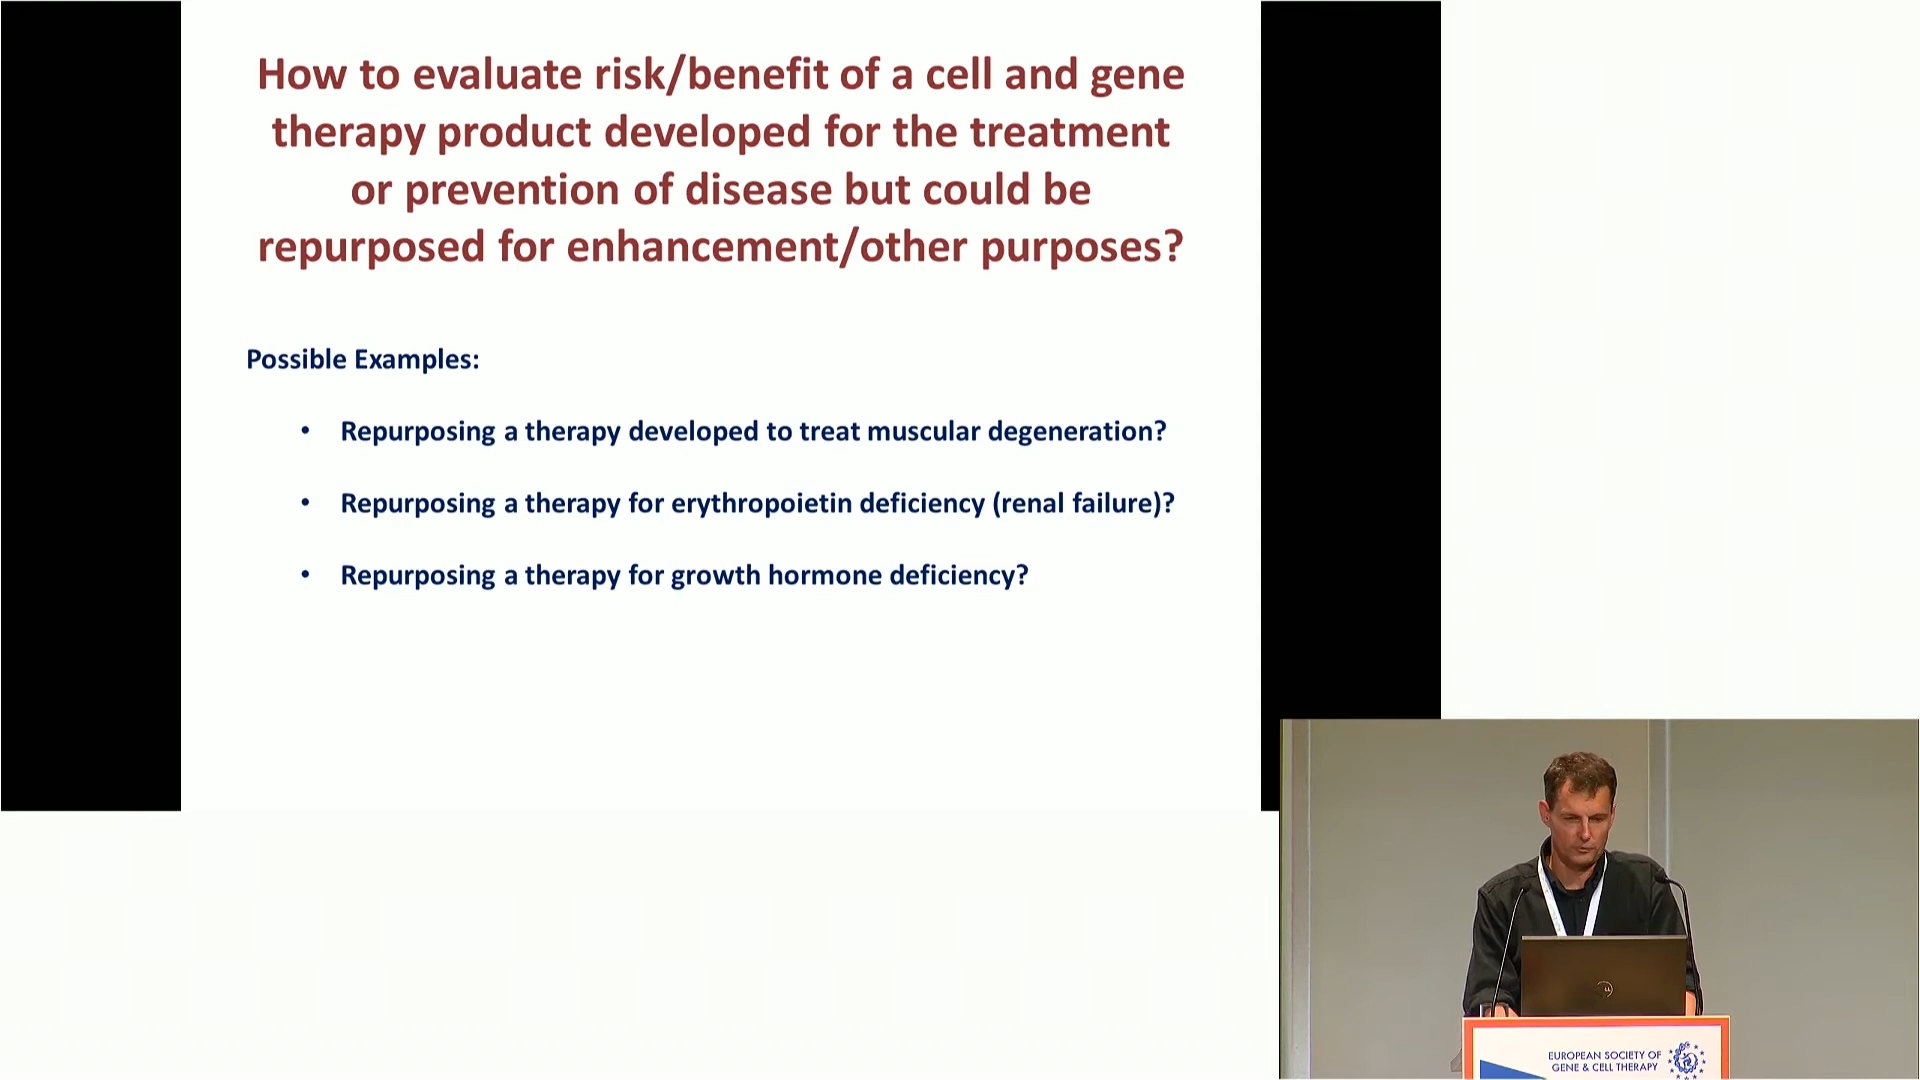 How to evaluate risk/benefit of a cell and gene
therapy product developed for the treatment
or prevention of disease but could be
repurposed for enhancement/other purposes?
Possible Examples:
• Repurposing a therapy developed to treat muscular degeneration?
• Repurposing a therapy for erythropoietin deficiency (renal failure)?
• Repurposing a therapy for growth hormone deficiency?
EUROPEAN SOCIETY OF
GENE & CELL THERAPY